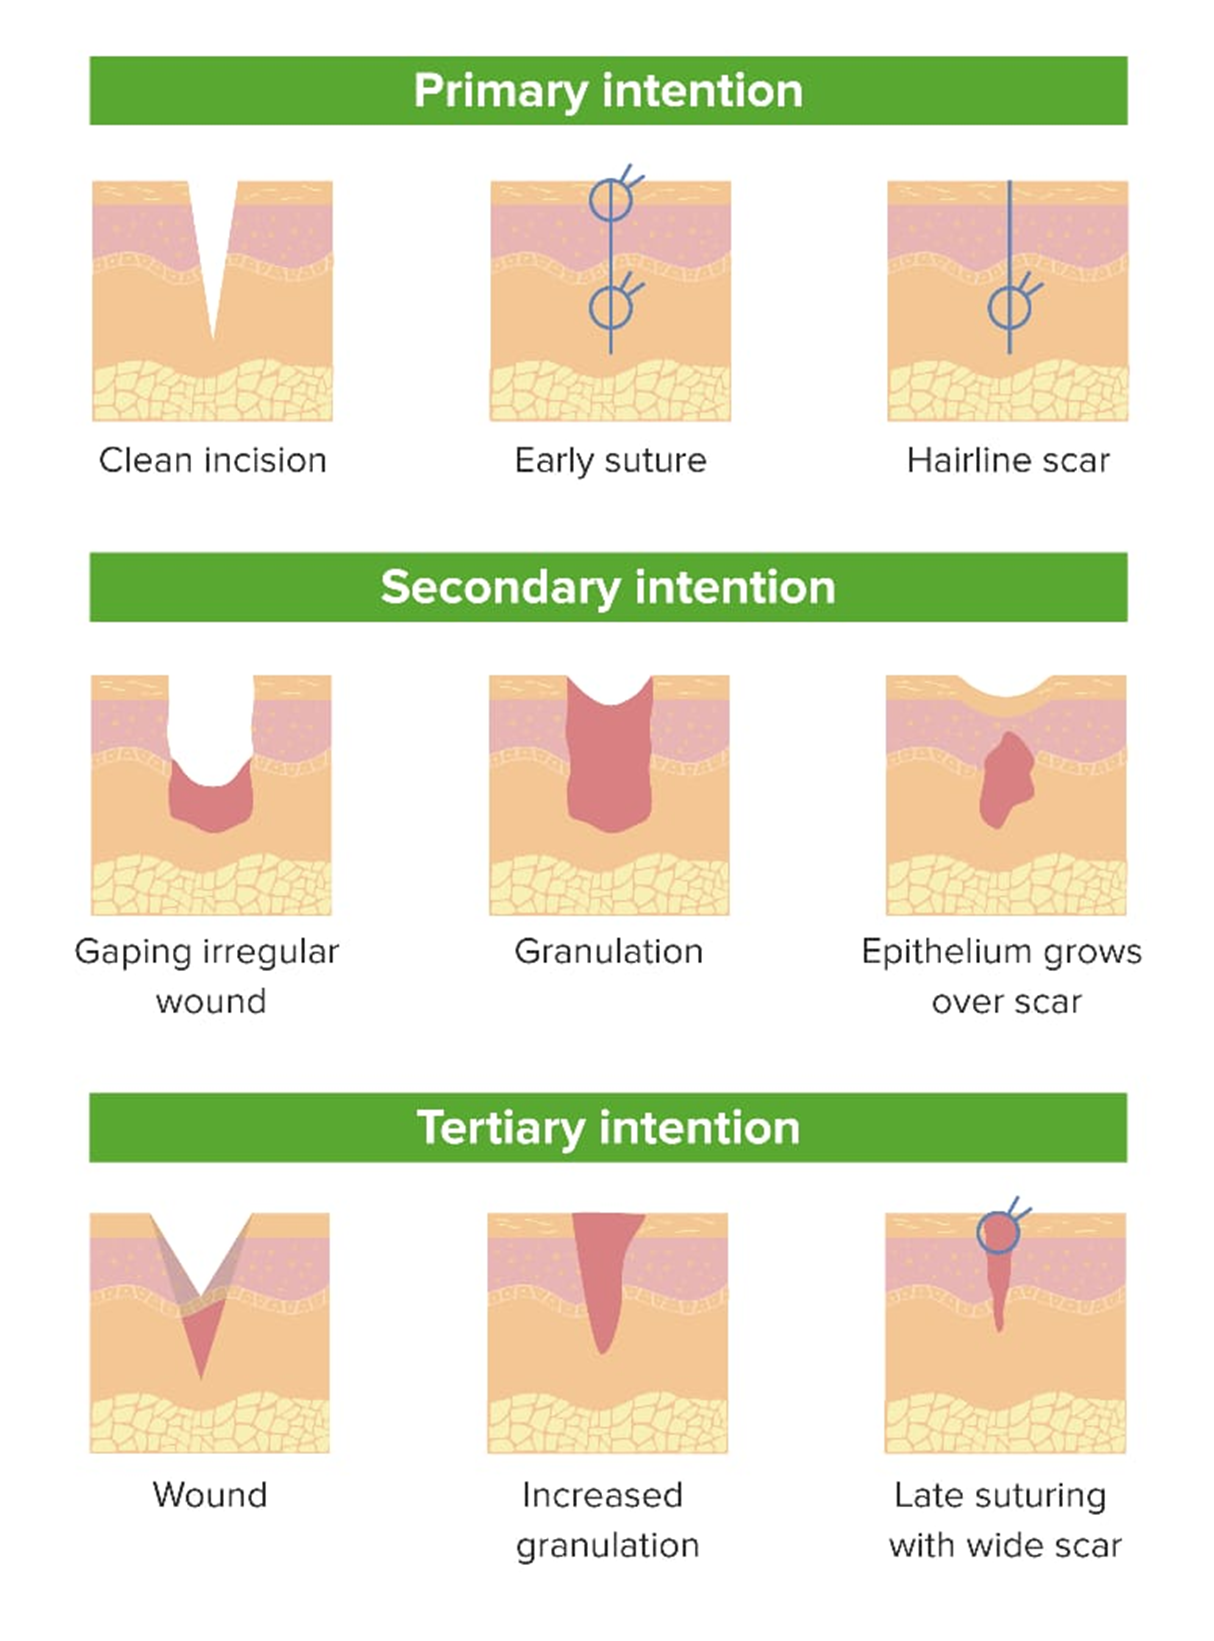 Primary intention
Clean incision
Early suture
Hairline scar
Secondary intention
Gaping irregular
wound
Granulation
Epithelium grows
over scar
Tertiary intention
Wound
Increased
granulation
Late suturing
with wide scar